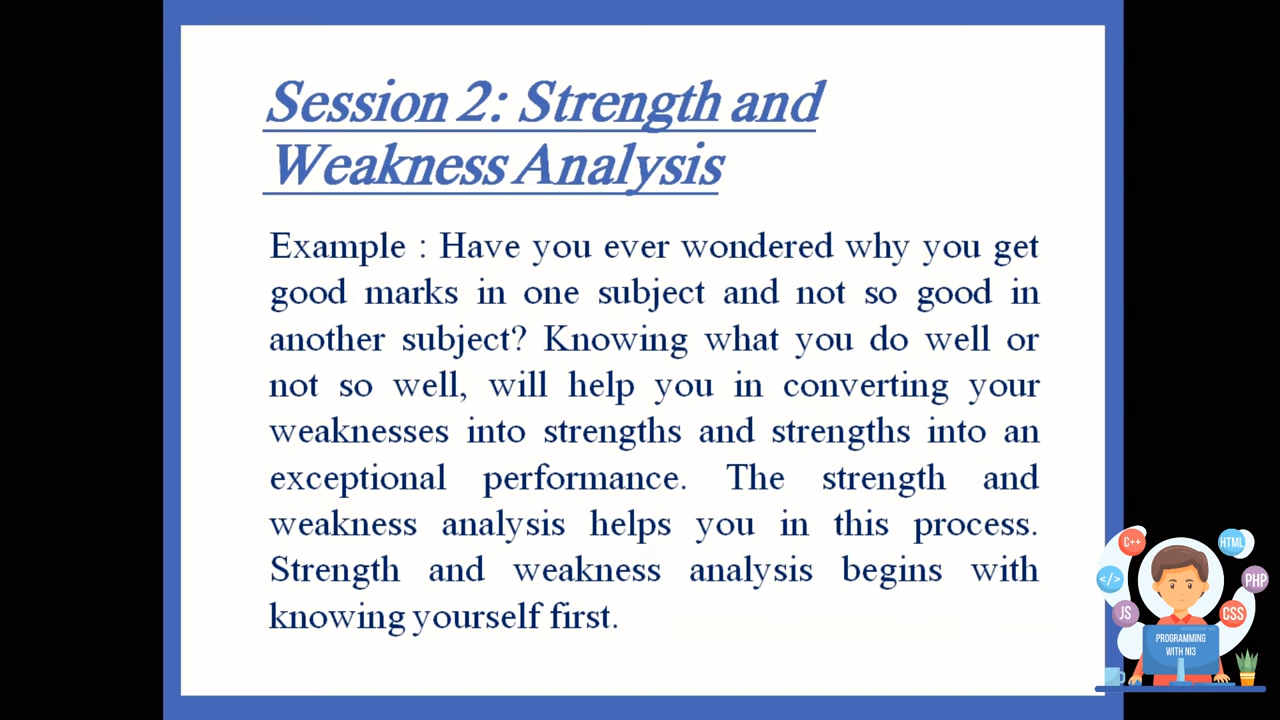 Session 2: Strength and
Weakness Analysis
Example : Have you ever wondered why you get
good marks in one subject and not so good in
another subject? Knowing what you do well or
not so well, will help you in converting your
weaknesses into strengths and strengths into an
exceptional performance. The strength and
weakness analysis helps you in this process.
Strength and weakness analysis begins with
knowing yourself first.
C++
HTML
</>
PHP
JS
CSS
PROGRAMMING
WITH NI3